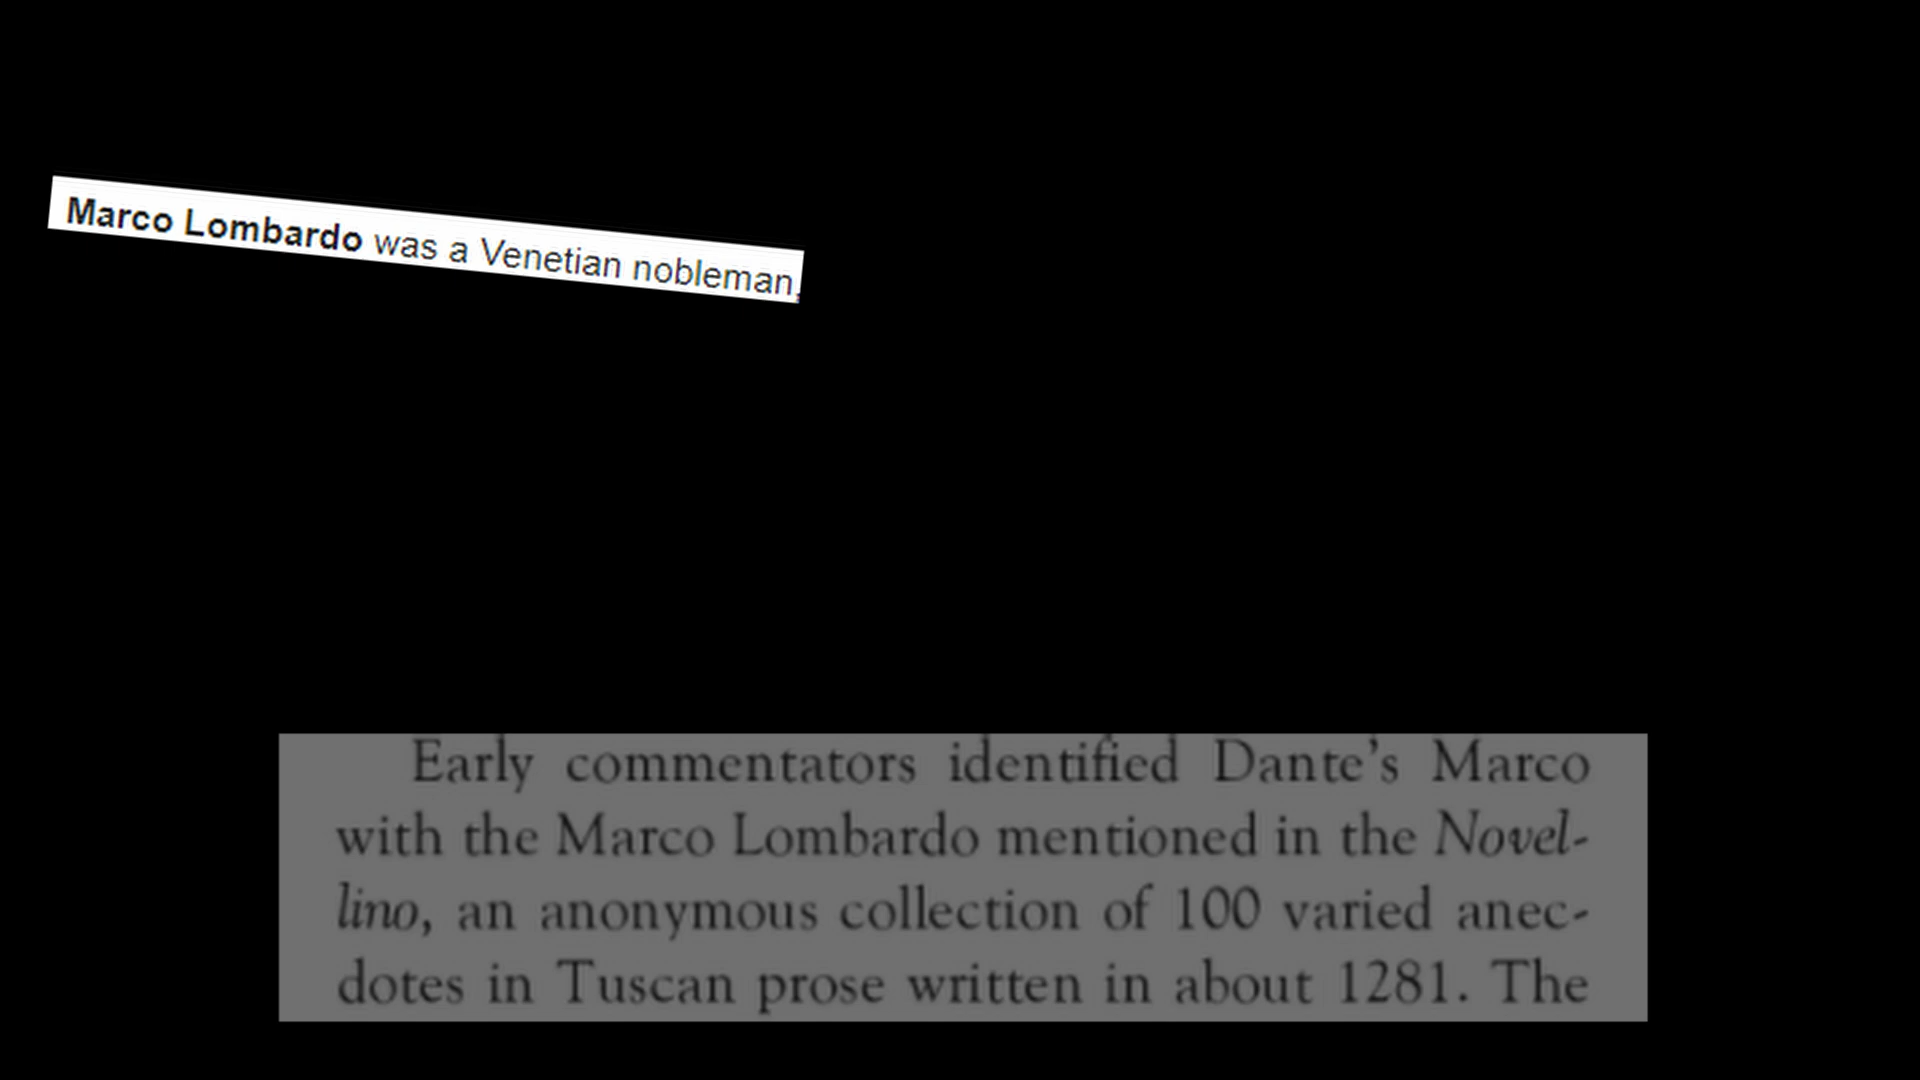 Marco Lombardo was a Venetian nobleman,
Early commentators identified Dante's Marco
with the Marco Lombardo mentioned in the Novel-
lino, an anonymous collection of 100 varied anec-
dotes in Tuscan prose written in about 1281. The